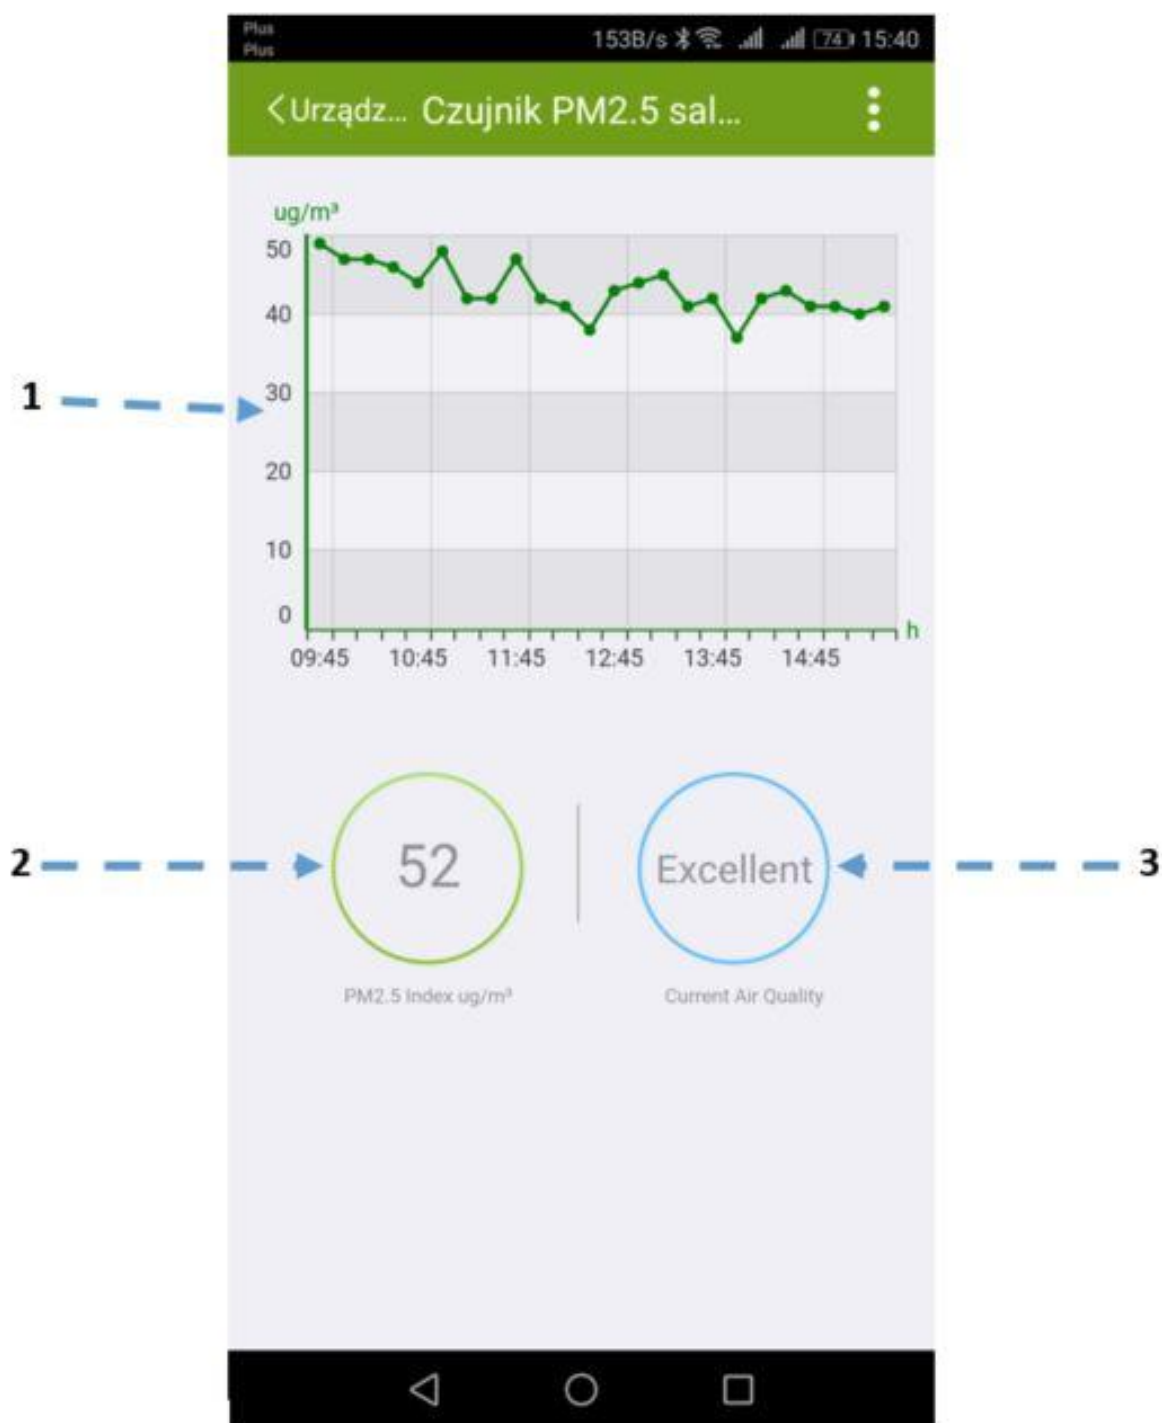 Plus
Plus
153B/s 74 15:40
Urządz... Czujnik PM2.5 sal...
ug/m³
50
40
1
30
20
10
0
h
09:45 10:45 11:45 12:45 13:45 14:45
2
52
Excellent
3
PM2.5 Index ug/m³
Current Air Quality